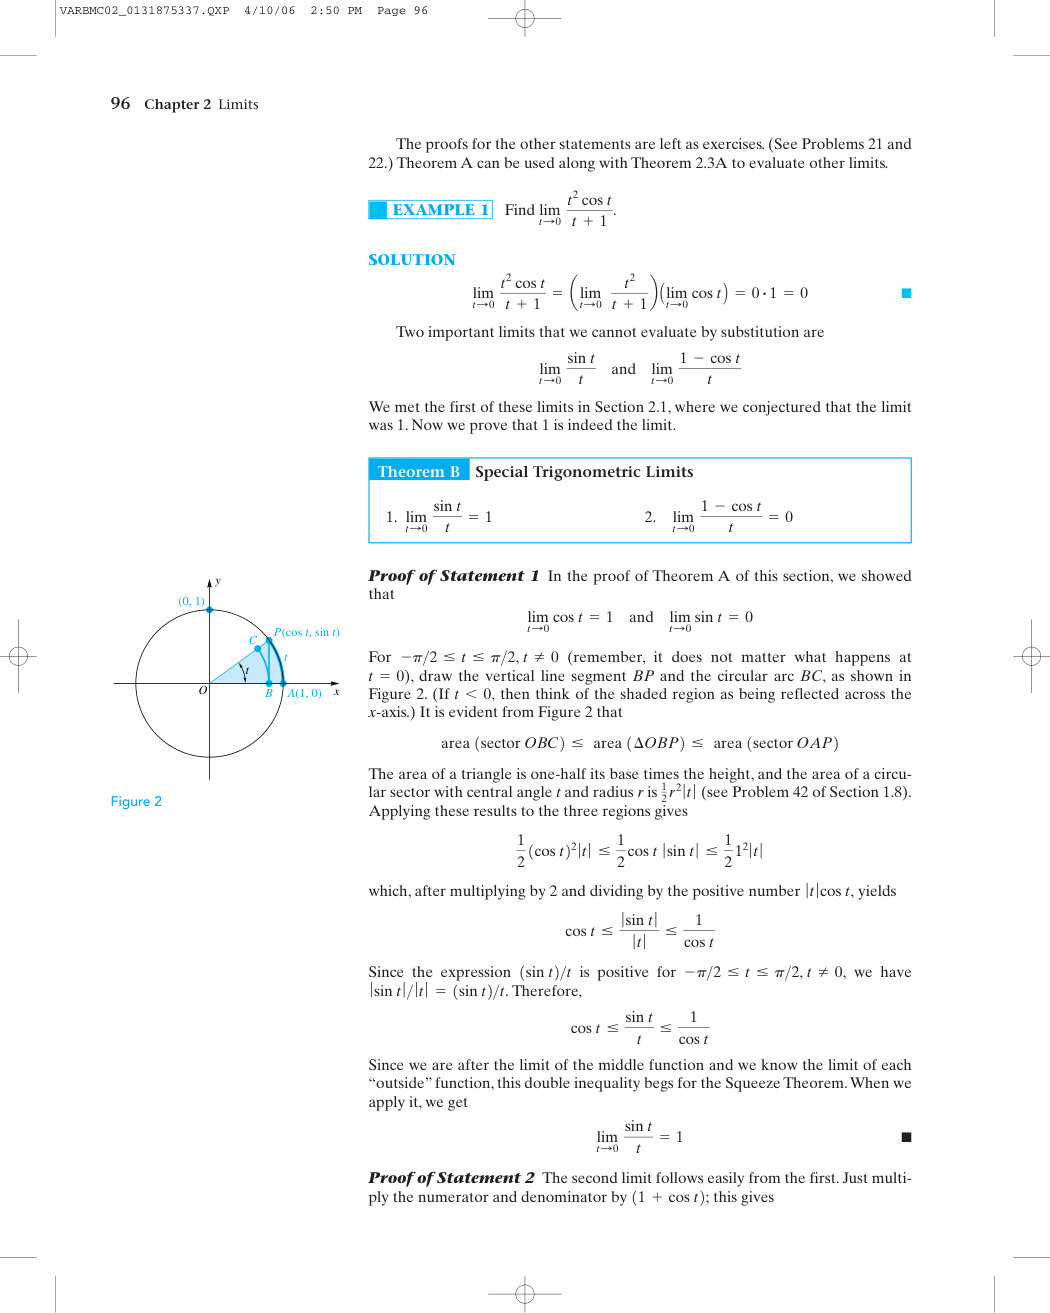 VARBMC02_0131875337.QXP 4/10/06 2:50 PM Page 96
96 Chapter 2 Limits
The proofs for the other statements are left as exercises. (See Problems 21 and
22.) Theorem A can be used along with Theorem 2.3A to evaluate other limits.
EXAMPLE 1 Find lim t→0 (t² cos t)/(t + 1).
SOLUTION
lim t→0 (t² cos t)/(t + 1) = (lim t→0 t²/(t + 1))(lim t→0 cos t) = 0 · 1 = 0
Two important limits that we cannot evaluate by substitution are
lim t→0 (sin t)/t and lim t→0 (1 − cos t)/t
We met the first of these limits in Section 2.1, where we conjectured that the limit
was 1. Now we prove that 1 is indeed the limit.
Theorem B Special Trigonometric Limits
1. lim t→0 (sin t)/t = 1 2. lim t→0 (1 − cos t)/t = 0
Proof of Statement 1 In the proof of Theorem A of this section, we showed
that
lim t→0 cos t = 1 and lim t→0 sin t = 0
For −π/2 ≤ t ≤ π/2, t ≠ 0 (remember, it does not matter what happens at
t = 0), draw the vertical line segment BP and the circular arc BC, as shown in
Figure 2. (If t < 0, then think of the shaded region as being reflected across the
x-axis.) It is evident from Figure 2 that
area (sector OBC) ≤ area (ΔOBP) ≤ area (sector OAP)
The area of a triangle is one-half its base times the height, and the area of a circu-
lar sector with central angle t and radius r is ½r²|t| (see Problem 42 of Section 1.8).
Applying these results to the three regions gives
1/2 (cos t)²|t| ≤ 1/2 cos t |sin t| ≤ 1/2 1²|t|
which, after multiplying by 2 and dividing by the positive number |t|cos t, yields
cos t ≤ |sin t|/|t| ≤ 1/cos t
Since the expression (sin t)/t is positive for −π/2 ≤ t ≤ π/2, t ≠ 0, we have
|sin t|/|t| = (sin t)/t. Therefore,
cos t ≤ (sin t)/t ≤ 1/cos t
Since we are after the limit of the middle function and we know the limit of each
“outside” function, this double inequality begs for the Squeeze Theorem. When we
apply it, we get
lim t→0 (sin t)/t = 1
Proof of Statement 2 The second limit follows easily from the first. Just multi-
ply the numerator and denominator by (1 + cos t); this gives
y
(0, 1)
P(cos t, sin t)
C
t
t
O
B A(1, 0) x
Figure 2